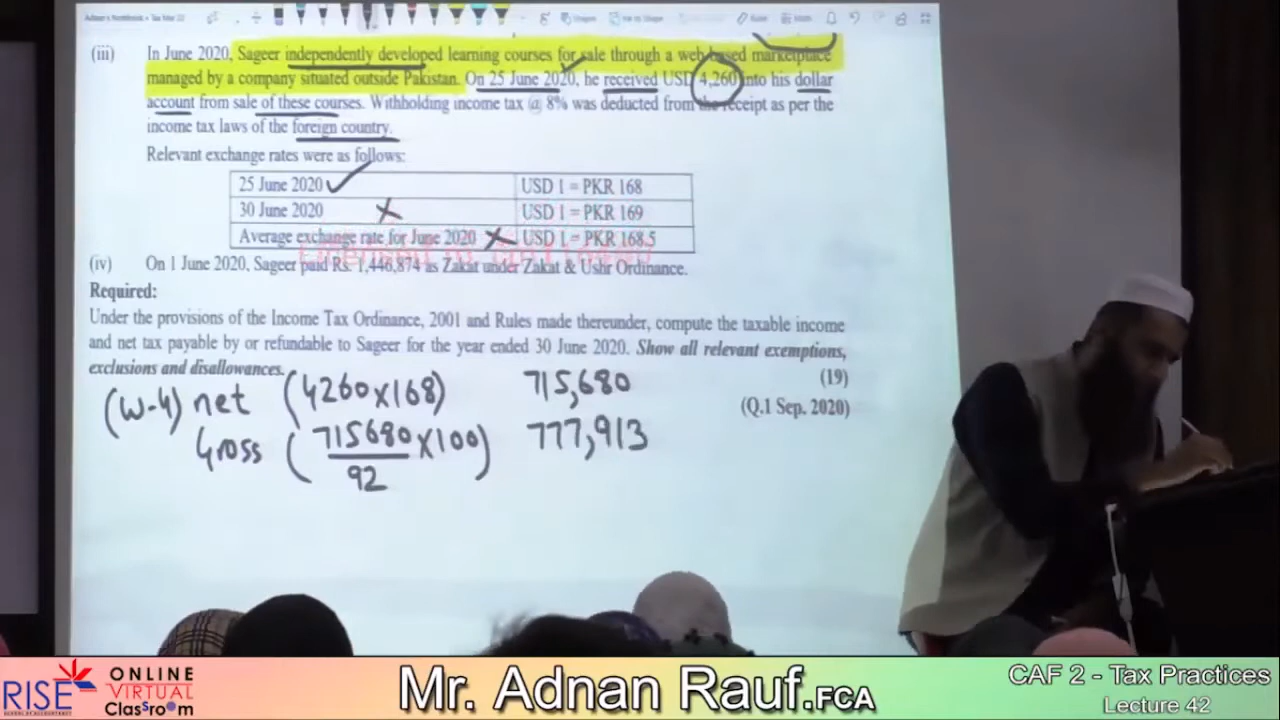 Adnan's Notebook » Tax Mar 22
(iii) In June 2020, Sageer independently developed learning courses for sale through a web-based marketplace
managed by a company situated outside Pakistan. On 25 June 2020, he received USD 4,260 into his dollar
account from sale of these courses. Withholding income tax @ 8% was deducted from the receipt as per the
income tax laws of the foreign country.
Relevant exchange rates were as follows:
25 June 2020 USD 1 = PKR 168
30 June 2020 USD 1 = PKR 169
Average exchange rate for June 2020 USD 1 = PKR 168.5
(iv) On 1 June 2020, Sageer paid Rs. 1,446,874 as Zakat under Zakat & Ushr Ordinance.
Required:
Under the provisions of the Income Tax Ordinance, 2001 and Rules made thereunder, compute the taxable income
and net tax payable by or refundable to Sageer for the year ended 30 June 2020. Show all relevant exemptions,
exclusions and disallowances.
(19)
(Q.1 Sep. 2020)
(W-4) net (4260×168) 715,680
Gross (715680/92 ×100) 777,913
RISE
ONLINE
VIRTUAL
Classroom
Mr. Adnan Rauf.FCA
CAF 2 - Tax Practices
Lecture 42